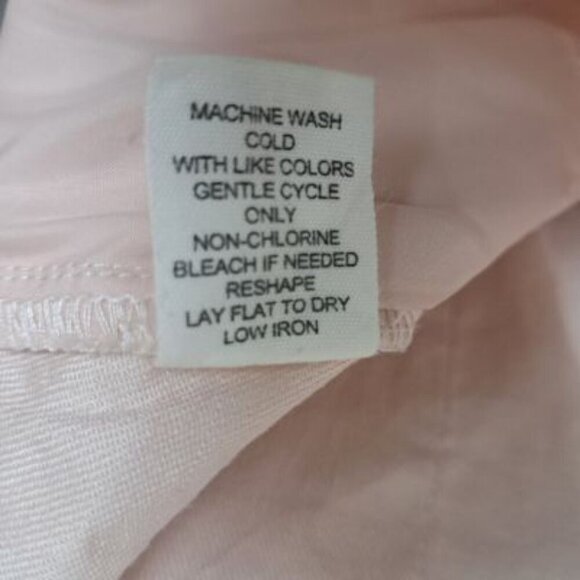 MACHINE WASH
COLD
WITH LIKE COLORS
GENTLE CYCLE
ONLY
NON-CHLORINE
BLEACH IF NEEDED
RESHAPE
LAY FLAT TO DRY
LOW IRON